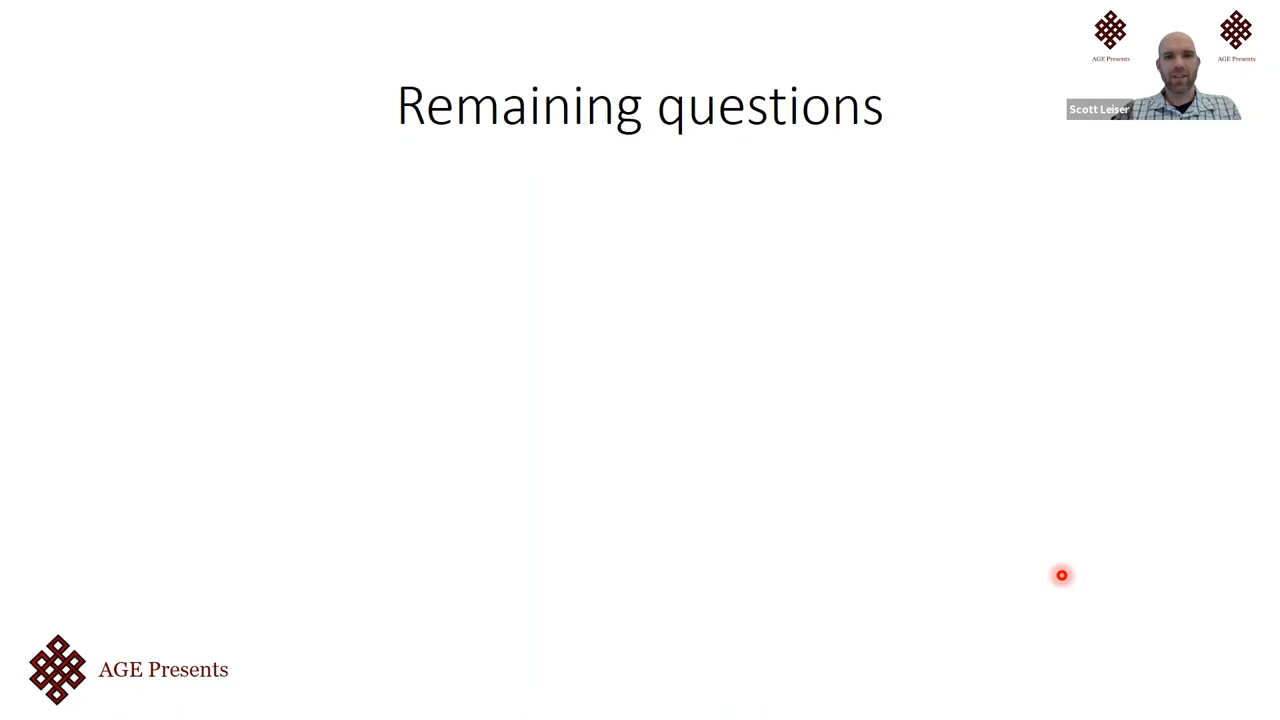 AGE Presents
AGE Presents
Scott Leiser
Remaining questions
AGE Presents